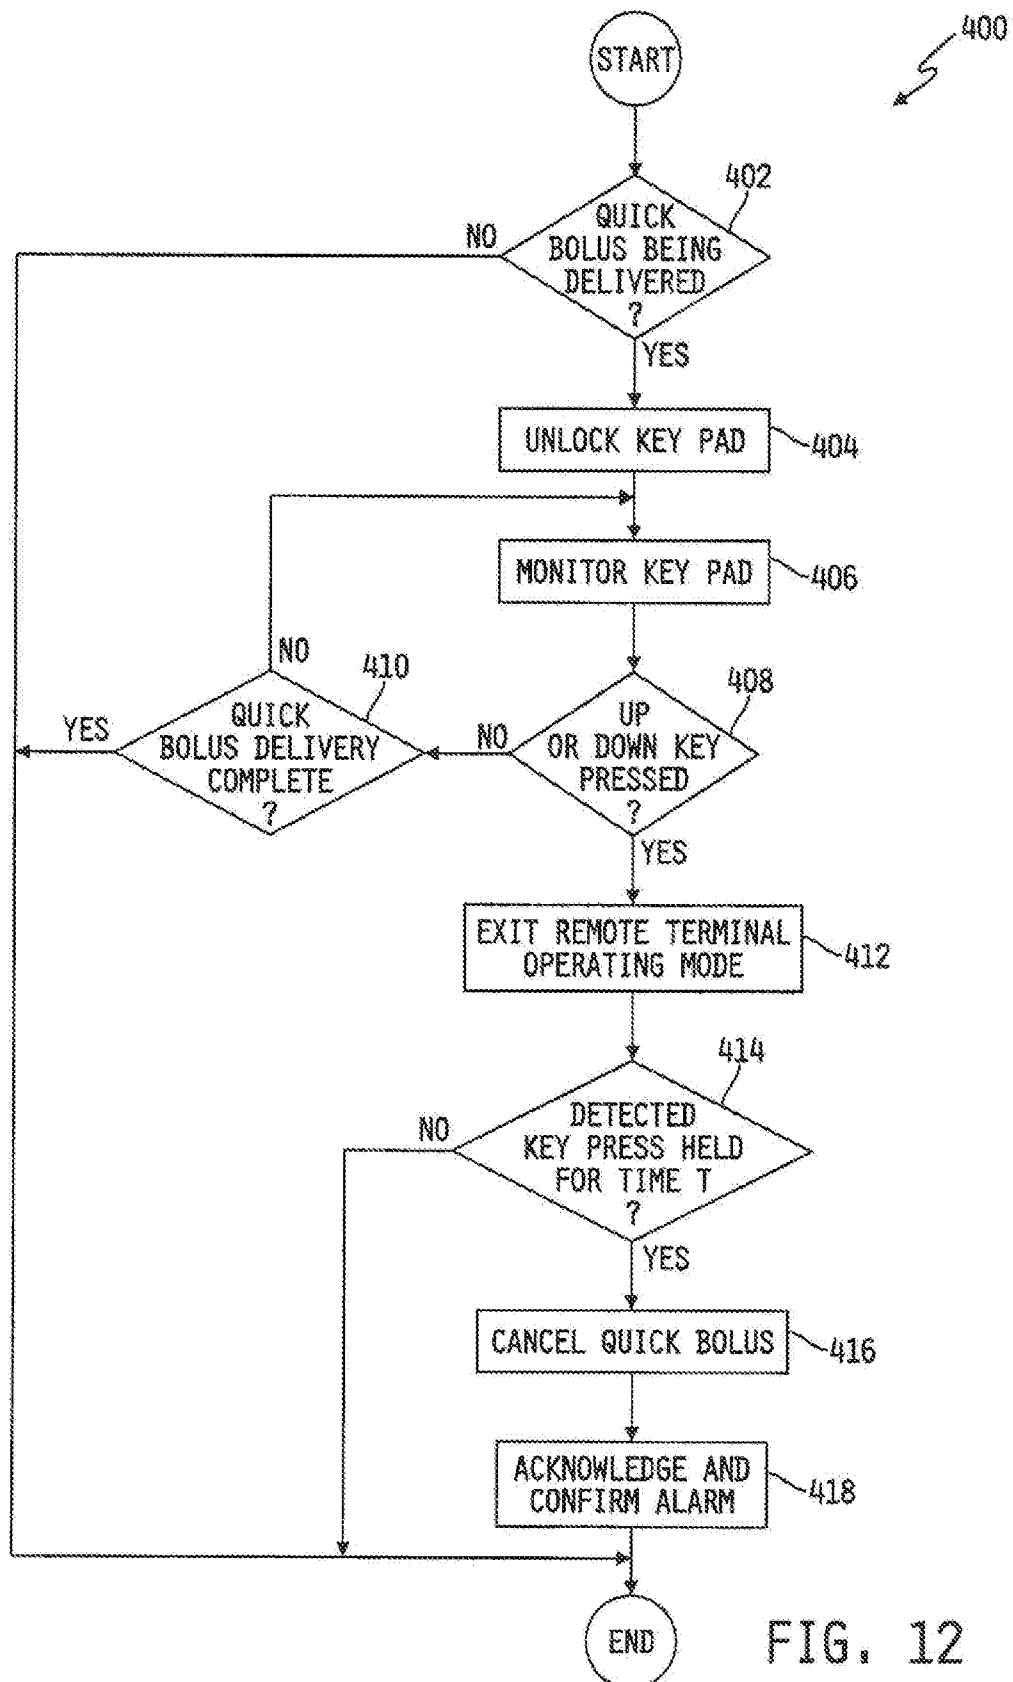 400
START
402
NO
QUICK
BOLUS BEING
DELIVERED
?
YES
UNLOCK KEY PAD
404
MONITOR KEY PAD
406
NO
410
408
YES
QUICK
BOLUS DELIVERY
COMPLETE
?
NO
UP
OR DOWN KEY
PRESSED
?
YES
EXIT REMOTE TERMINAL
OPERATING MODE
412
414
NO
DETECTED
KEY PRESS HELD
FOR TIME T
?
YES
CANCEL QUICK BOLUS
416
ACKNOWLEDGE AND
CONFIRM ALARM
418
END
FIG. 12